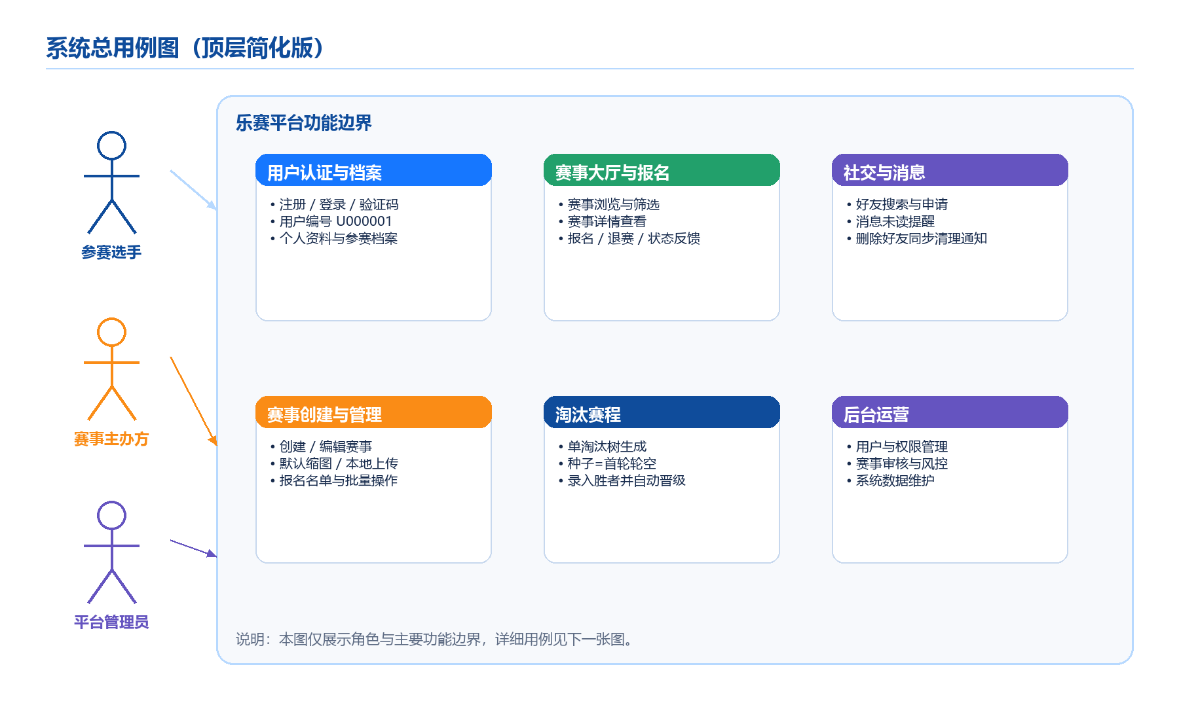 系统总用例图（顶层简化版）
乐赛平台功能边界
参赛选手
赛事主办方
平台管理员
用户认证与档案
• 注册 / 登录 / 验证码
• 用户编号 U000001
• 个人资料与参赛档案
赛事大厅与报名
• 赛事浏览与筛选
• 赛事详情查看
• 报名 / 退赛 / 状态反馈
社交与消息
• 好友搜索与申请
• 消息未读提醒
• 删除好友同步清理通知
赛事创建与管理
• 创建 / 编辑赛事
• 默认缩图 / 本地上传
• 报名名单与批量操作
淘汰赛程
• 单淘汰树生成
• 种子=首轮轮空
• 录入胜者并自动晋级
后台运营
• 用户与权限管理
• 赛事审核与风控
• 系统数据维护
说明：本图仅展示角色与主要功能边界，详细用例见下一张图。